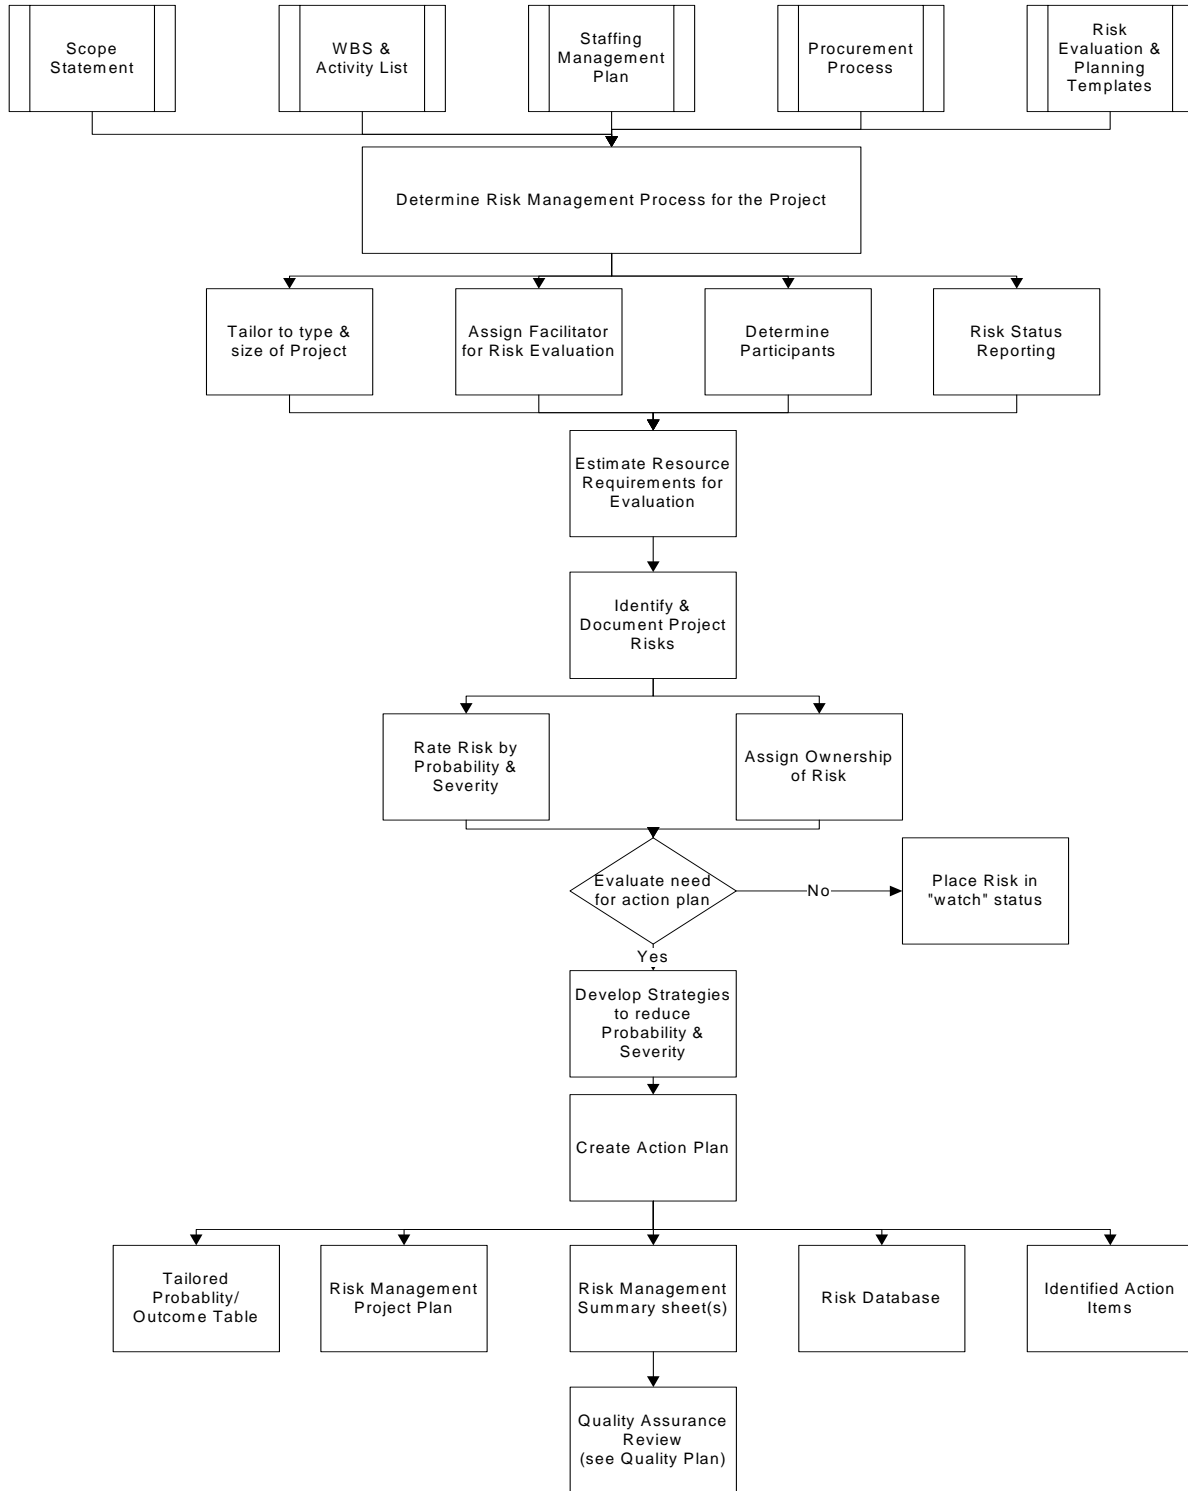 Scope
Statement
WBS &
Activity List
Staffing
Management
Plan
Procurement
Process
Risk
Evaluation &
Planning
Templates
Determine Risk Management Process for the Project
Tailor to type &
size of Project
Assign Facilitator
for Risk Evaluation
Determine
Participants
Risk Status
Reporting
Estimate Resource
Requirements for
Evaluation
Identify &
Document Project
Risks
Rate Risk by
Probability &
Severity
Assign Ownership
of Risk
Evaluate need
for action plan
No
Place Risk in
"watch" status
Yes
Develop Strategies
to reduce
Probability &
Severity
Create Action Plan
Tailored
Probablity/
Outcome Table
Risk Management
Project Plan
Risk Management
Summary sheet(s)
Risk Database
Identified Action
Items
Quality Assurance
Review
(see Quality Plan)